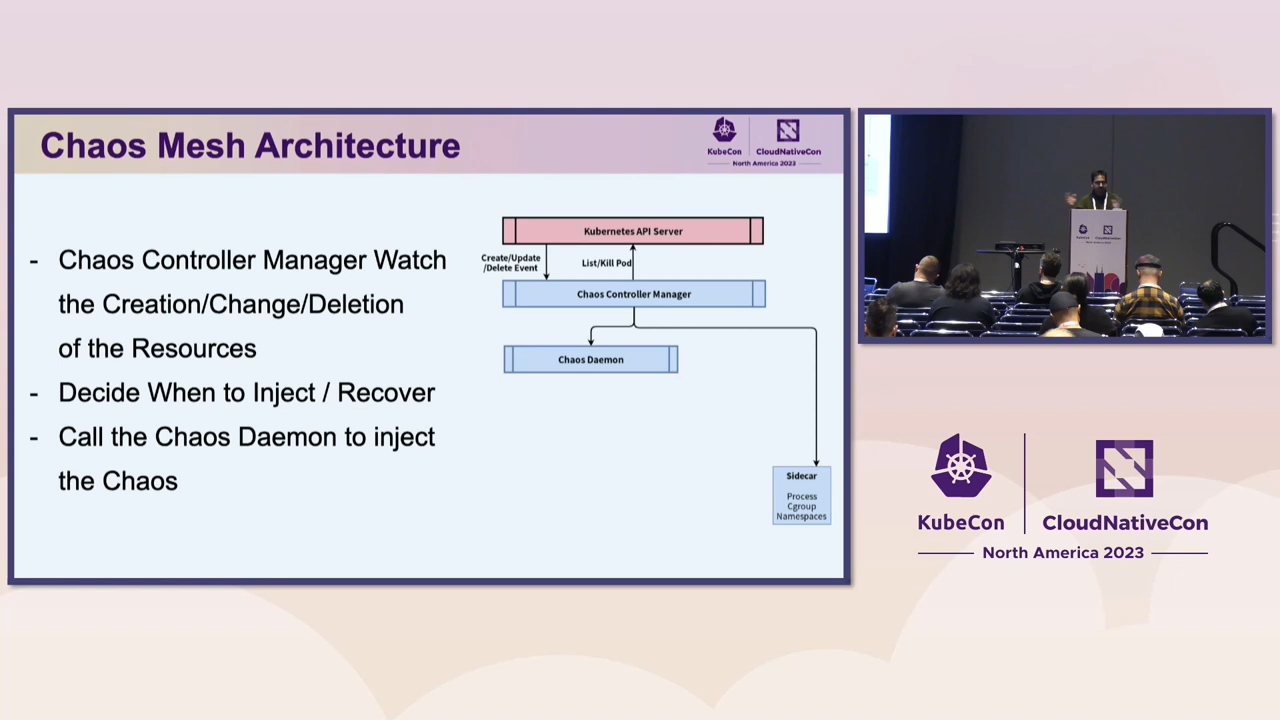 Chaos Mesh Architecture
KubeCon
CloudNativeCon
North America 2023
- Chaos Controller Manager Watch
the Creation/Change/Deletion
of the Resources
- Decide When to Inject / Recover
- Call the Chaos Daemon to inject
the Chaos
Kubernetes API Server
Create/Update
/Delete Event
List/Kill Pod
Chaos Controller Manager
Chaos Daemon
Sidecar
Process
Cgroup
Namespaces
KubeCon
CloudNativeCon
North America 2023